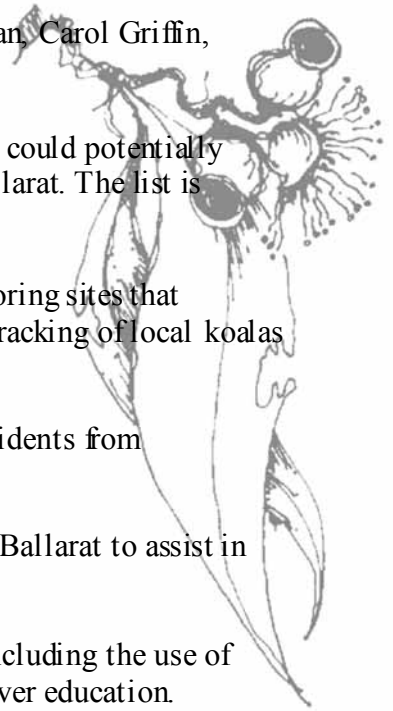 an, Carol Griffin,
could potentially
larat. The list is
oring sites that
racking of local koalas
idents from
Ballarat to assist in
cluding the use of
ver education.